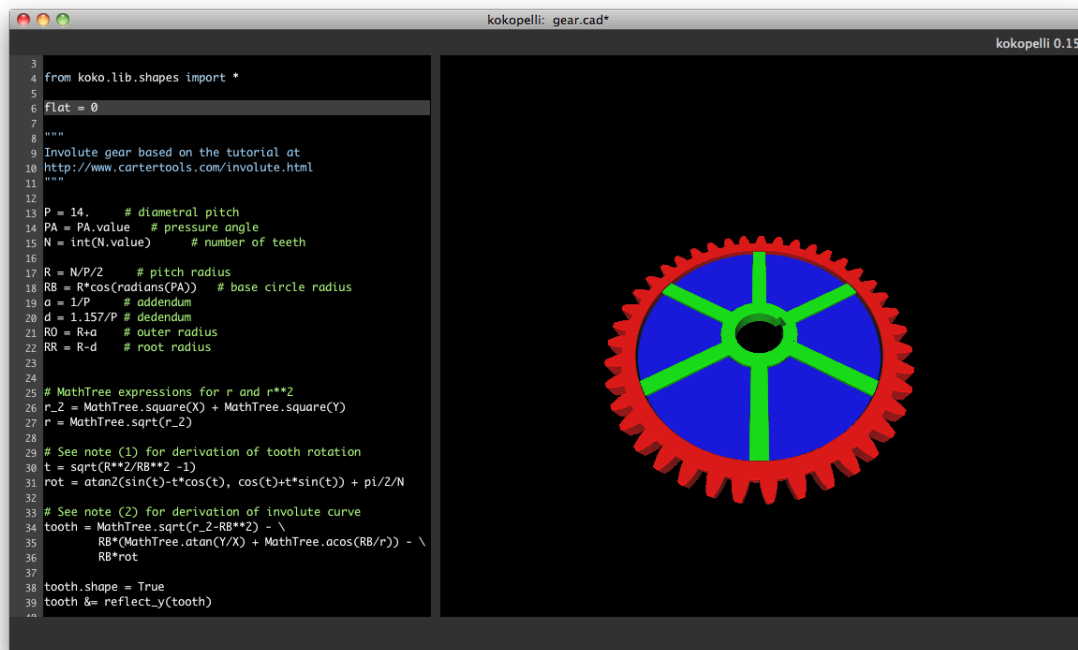 kokopelli: gear.cad*
kokopelli 0.15
3
4 from koko.lib.shapes import *
5
6 flat = 0
7
8 """
9 Involute gear based on the tutorial at
10 http://www.cartertools.com/involute.html
11 """
12
13 P = 14. # diametral pitch
14 PA = PA.value # pressure angle
15 N = int(N.value) # number of teeth
16
17 R = N/P/2 # pitch radius
18 RB = R*cos(radians(PA)) # base circle radius
19 a = 1/P # addendum
20 d = 1.157/P # dedendum
21 RO = R+a # outer radius
22 RR = R-d # root radius
23
24
25 # MathTree expressions for r and r**2
26 r_2 = MathTree.square(X) + MathTree.square(Y)
27 r = MathTree.sqrt(r_2)
28
29 # See note (1) for derivation of tooth rotation
30 t = sqrt(R**2/RB**2 -1)
31 rot = atan2(sin(t)-t*cos(t), cos(t)+t*sin(t)) + pi/2/N
32
33 # See note (2) for derivation of involute curve
34 tooth = MathTree.sqrt(r_2-RB**2) - \
35 RB*(MathTree.atan(Y/X) + MathTree.acos(RB/r)) - \
36 RB*rot
37
38 tooth.shape = True
39 tooth &= reflect_y(tooth)